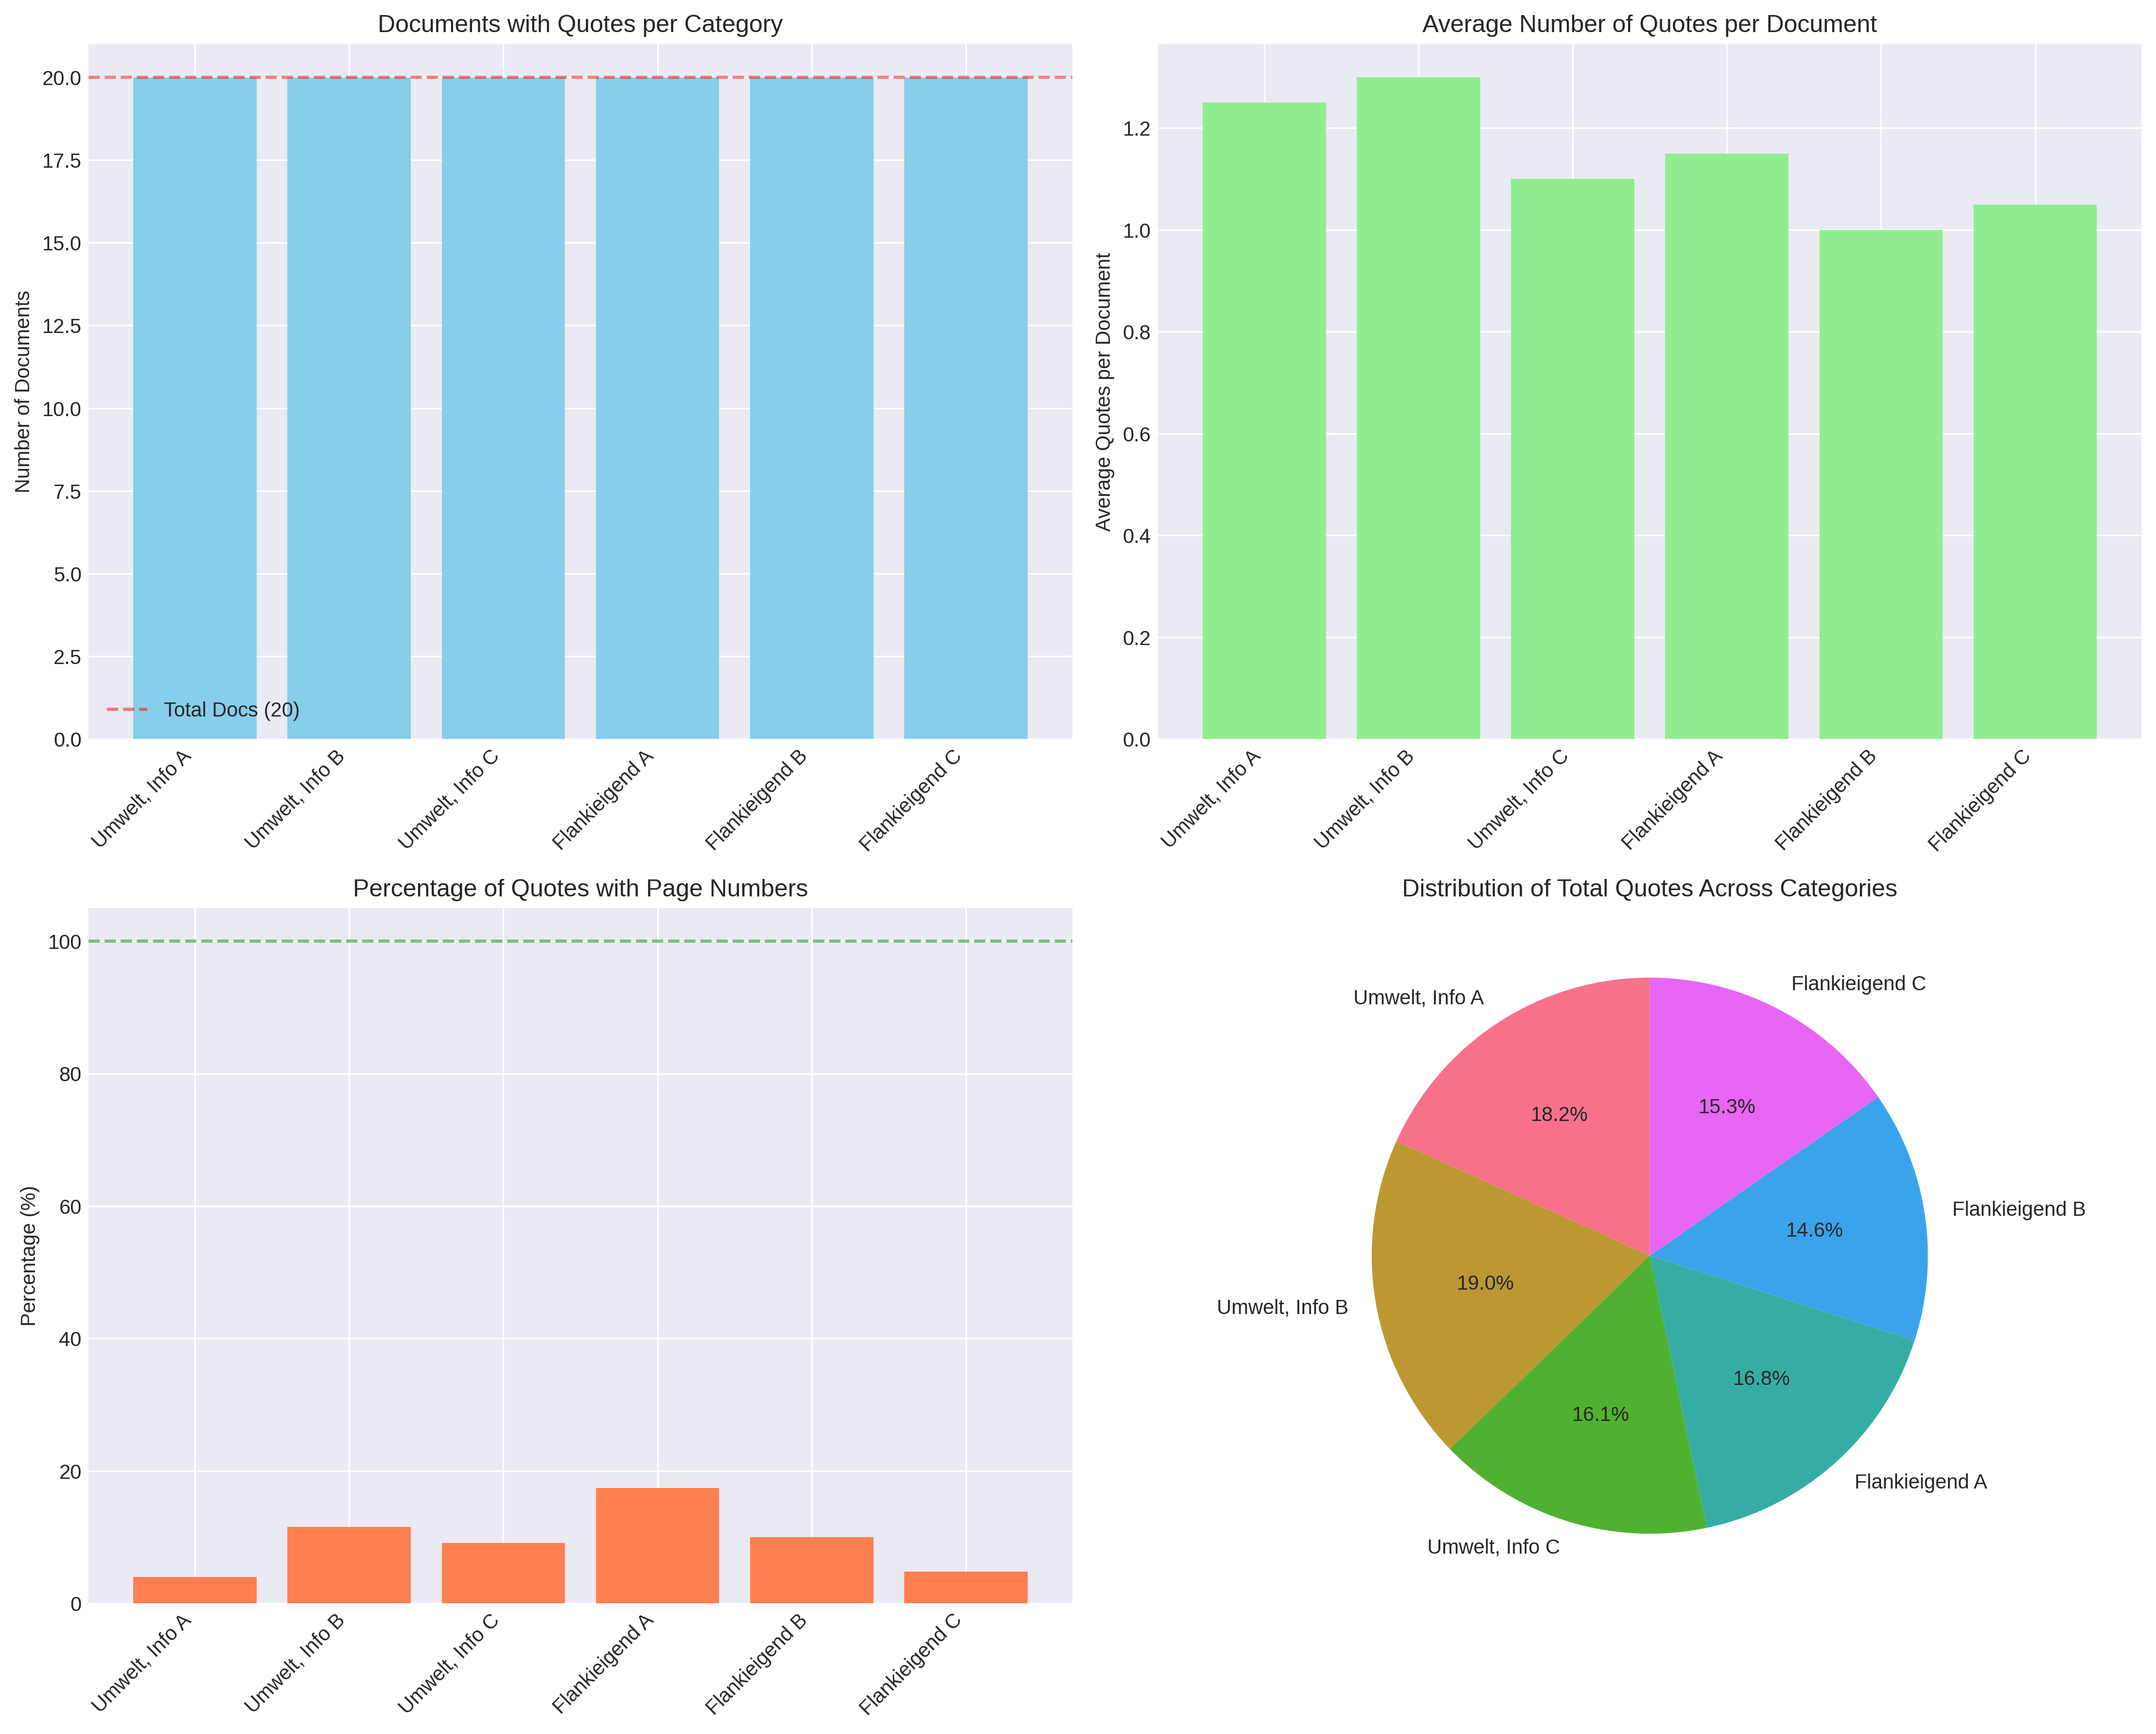 Documents with Quotes per Category
Number of Documents
20.0
17.5
15.0
12.5
10.0
7.5
5.0
2.5
0.0
Total Docs (20)
Umwelt, Info A
Umwelt, Info B
Umwelt, Info C
Flankieigend A
Flankieigend B
Flankieigend C
Average Number of Quotes per Document
Average Quotes per Document
1.2
1.0
0.8
0.6
0.4
0.2
0.0
Umwelt, Info A
Umwelt, Info B
Umwelt, Info C
Flankieigend A
Flankieigend B
Flankieigend C
Percentage of Quotes with Page Numbers
Percentage (%)
100
80
60
40
20
0
Umwelt, Info A
Umwelt, Info B
Umwelt, Info C
Flankieigend A
Flankieigend B
Flankieigend C
Distribution of Total Quotes Across Categories
Umwelt, Info A
18.2%
Umwelt, Info B
19.0%
Umwelt, Info C
16.1%
Flankieigend A
16.8%
Flankieigend B
14.6%
Flankieigend C
15.3%